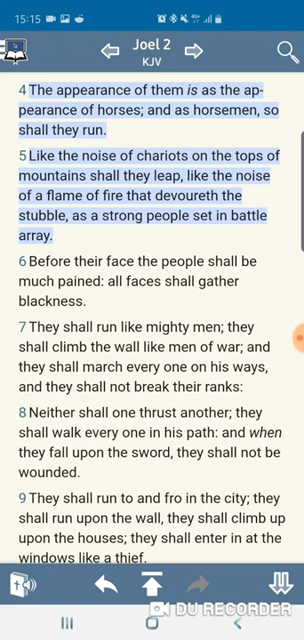 15:15
Joel 2
KJV
4 The appearance of them is as the ap-
pearance of horses; and as horsemen, so
shall they run.
5 Like the noise of chariots on the tops of
mountains shall they leap, like the noise
of a flame of fire that devoureth the
stubble, as a strong people set in battle
array.
6 Before their face the people shall be
much pained: all faces shall gather
blackness.
7 They shall run like mighty men; they
shall climb the wall like men of war; and
they shall march every one on his ways,
and they shall not break their ranks:
8 Neither shall one thrust another; they
shall walk every one in his path: and when
they fall upon the sword, they shall not be
wounded.
9 They shall run to and fro in the city; they
shall run upon the wall, they shall climb up
upon the houses; they shall enter in at the
windows like a thief.
DU RECORDER